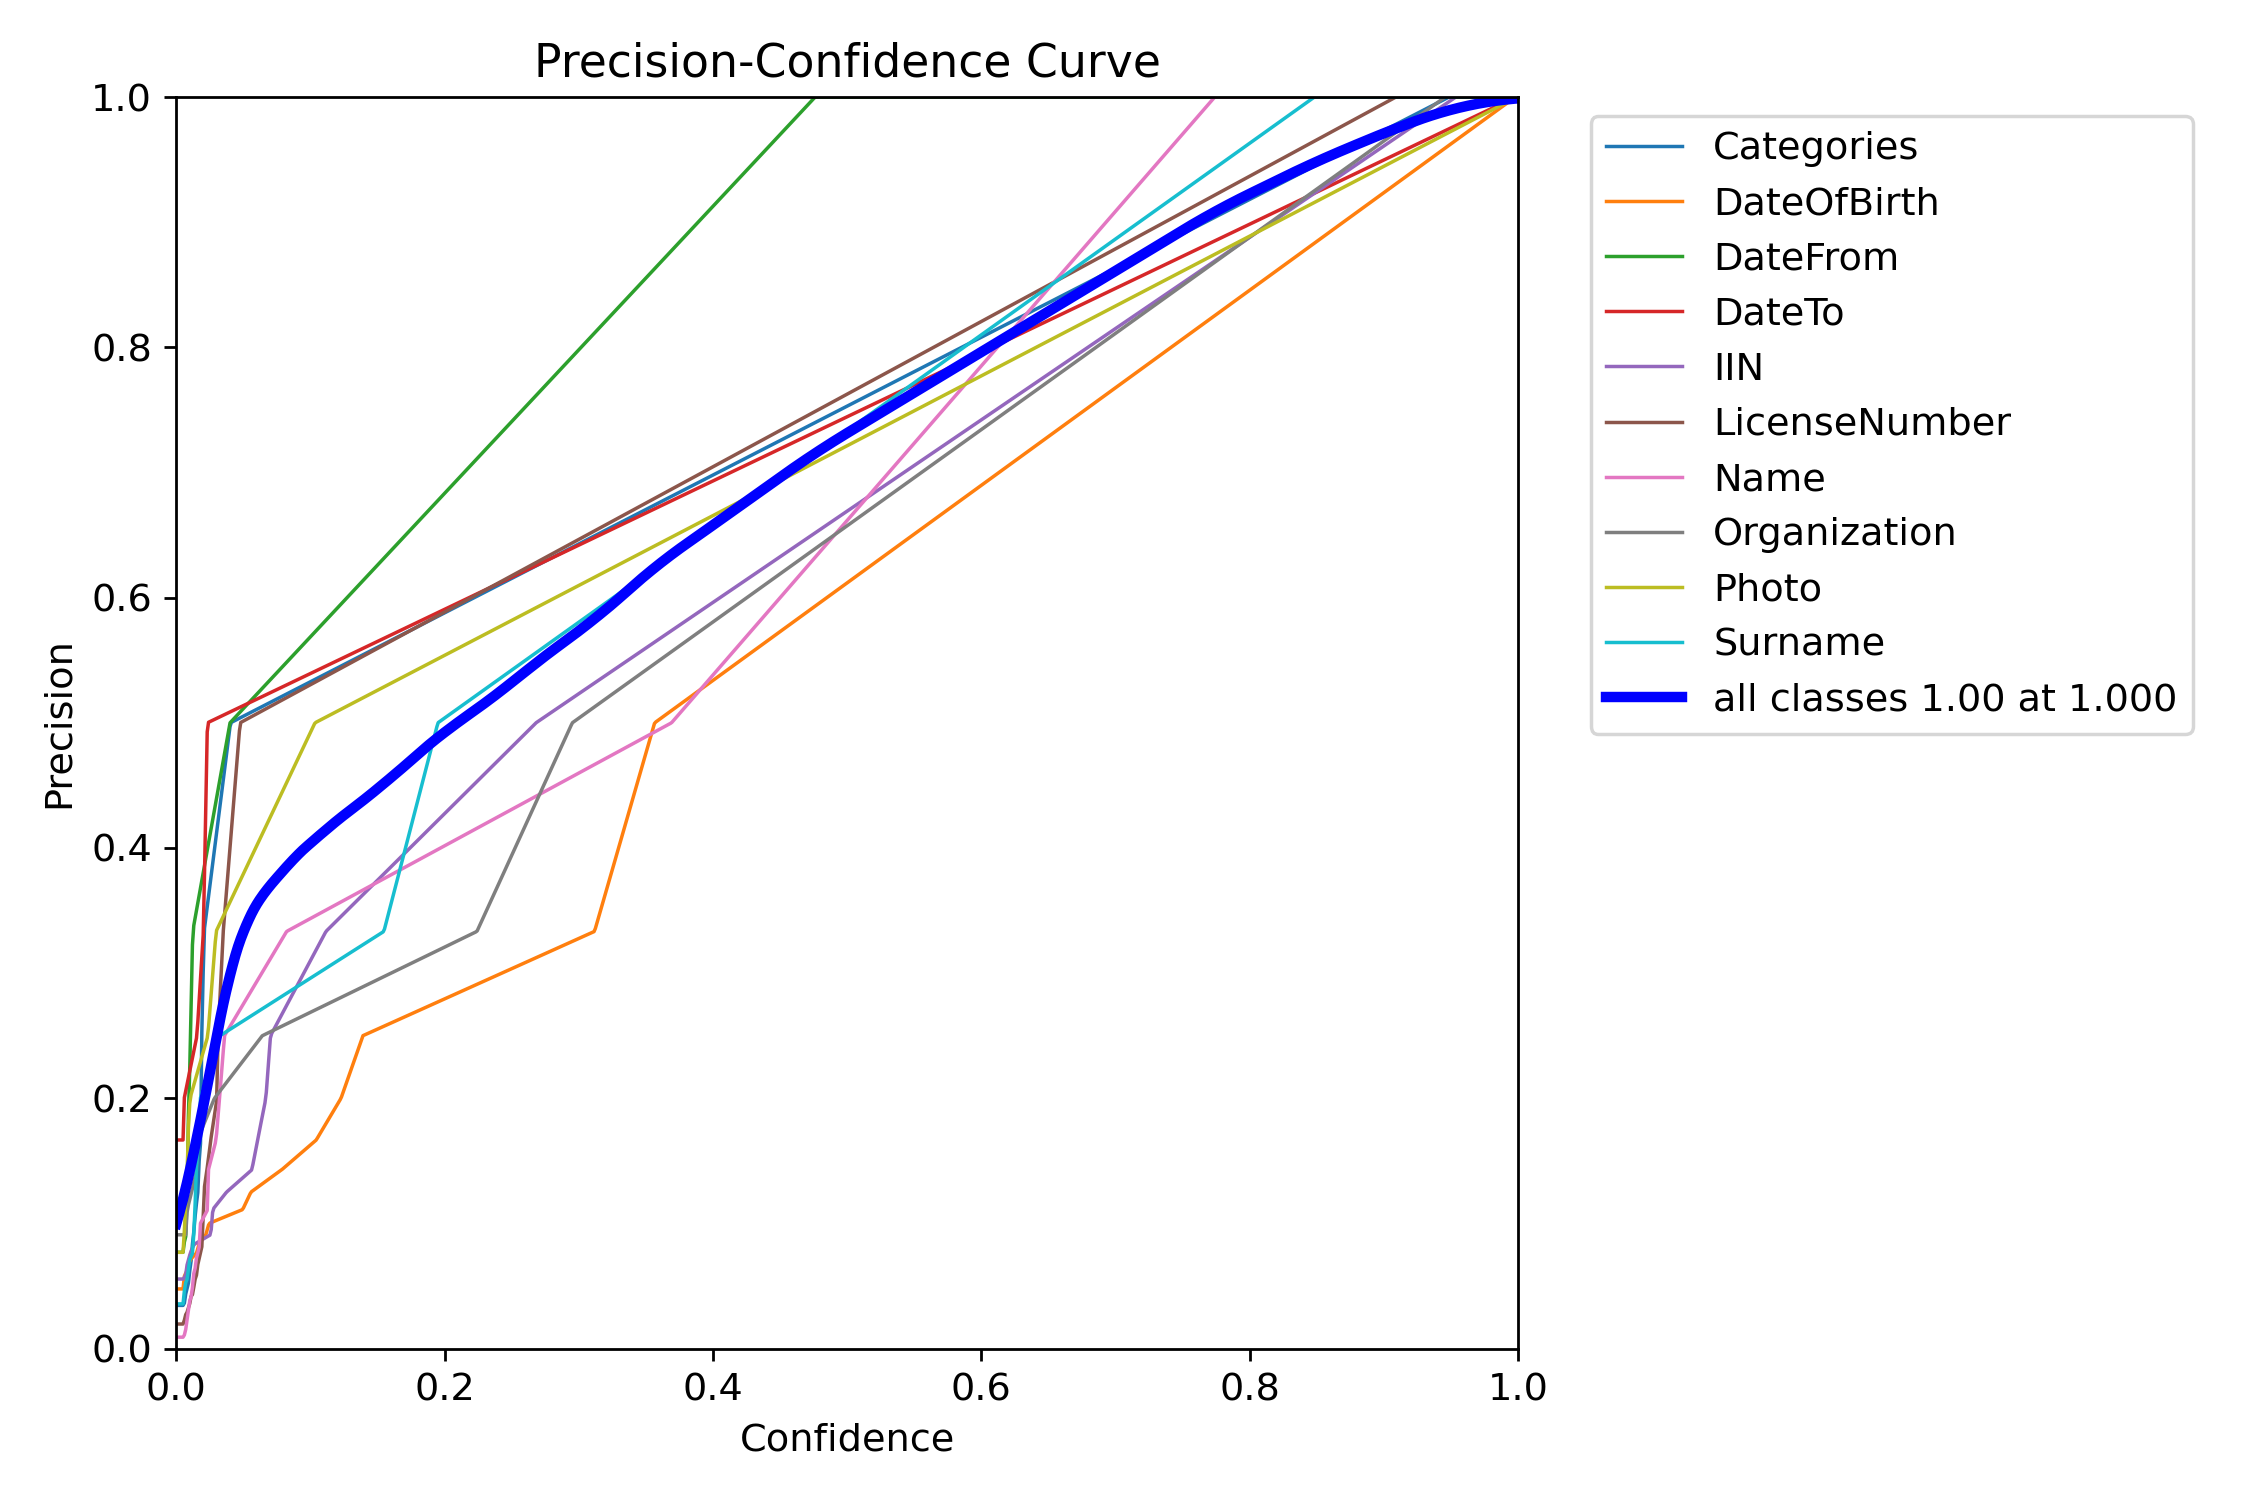 Precision-Confidence Curve
1.0
0.8
0.6
0.4
0.2
0.0
Precision
0.0 0.2 0.4 0.6 0.8 1.0
Confidence
Categories
DateOfBirth
DateFrom
DateTo
IIN
LicenseNumber
Name
Organization
Photo
Surname
all classes 1.00 at 1.000